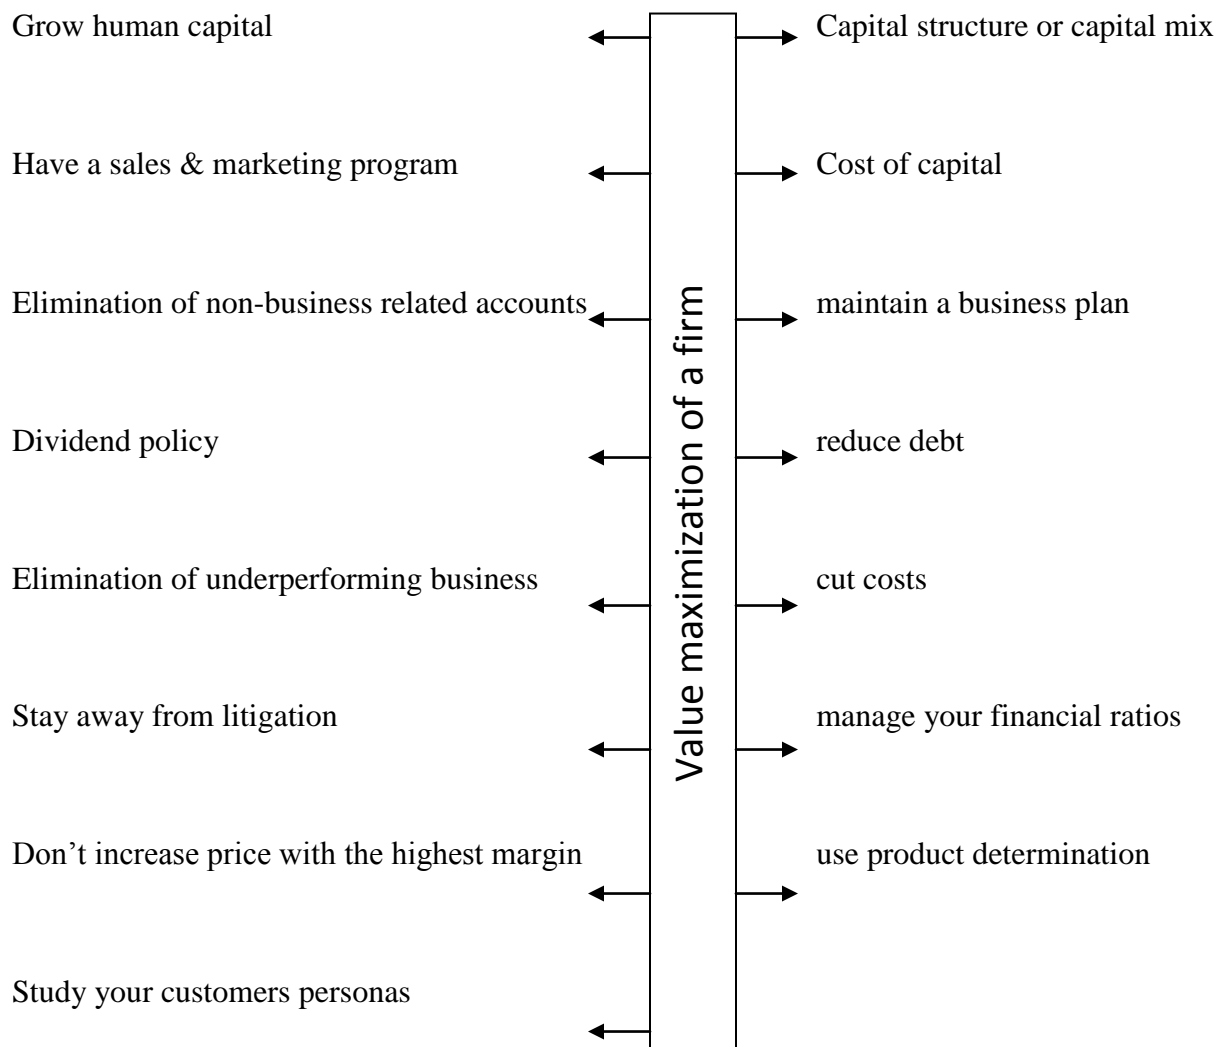 Grow human capital
Capital structure or capital mix
Have a sales & marketing program
Cost of capital
Elimination of non-business related accounts
maintain a business plan
Dividend policy
reduce debt
Elimination of underperforming business
cut costs
Stay away from litigation
manage your financial ratios
Don’t increase price with the highest margin
use product determination
Study your customers personas
Value maximization of a firm